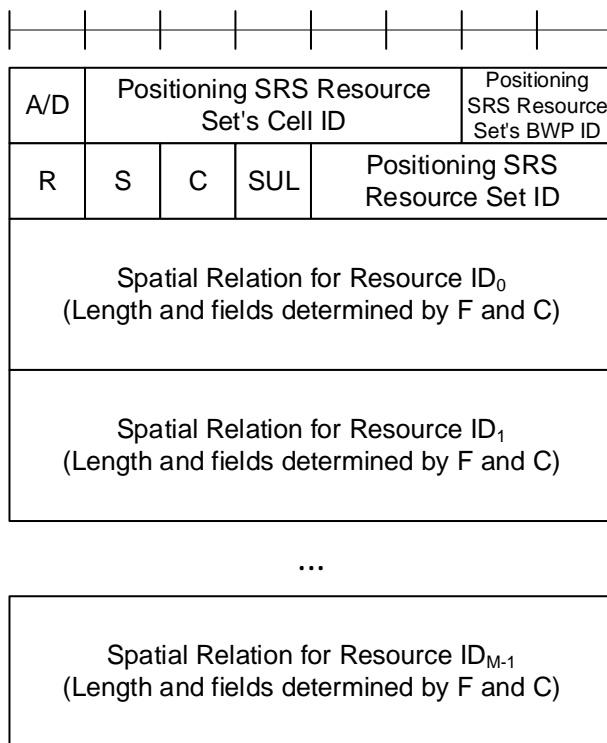 A/D
Positioning SRS Resource
Set's Cell ID
Positioning
SRS Resource
Set's BWP ID
R
S
C
SUL
Positioning SRS
Resource Set ID
Spatial Relation for Resource ID0
(Length and fields determined by F and C)
Spatial Relation for Resource ID1
(Length and fields determined by F and C)
...
Spatial Relation for Resource IDM-1
(Length and fields determined by F and C)